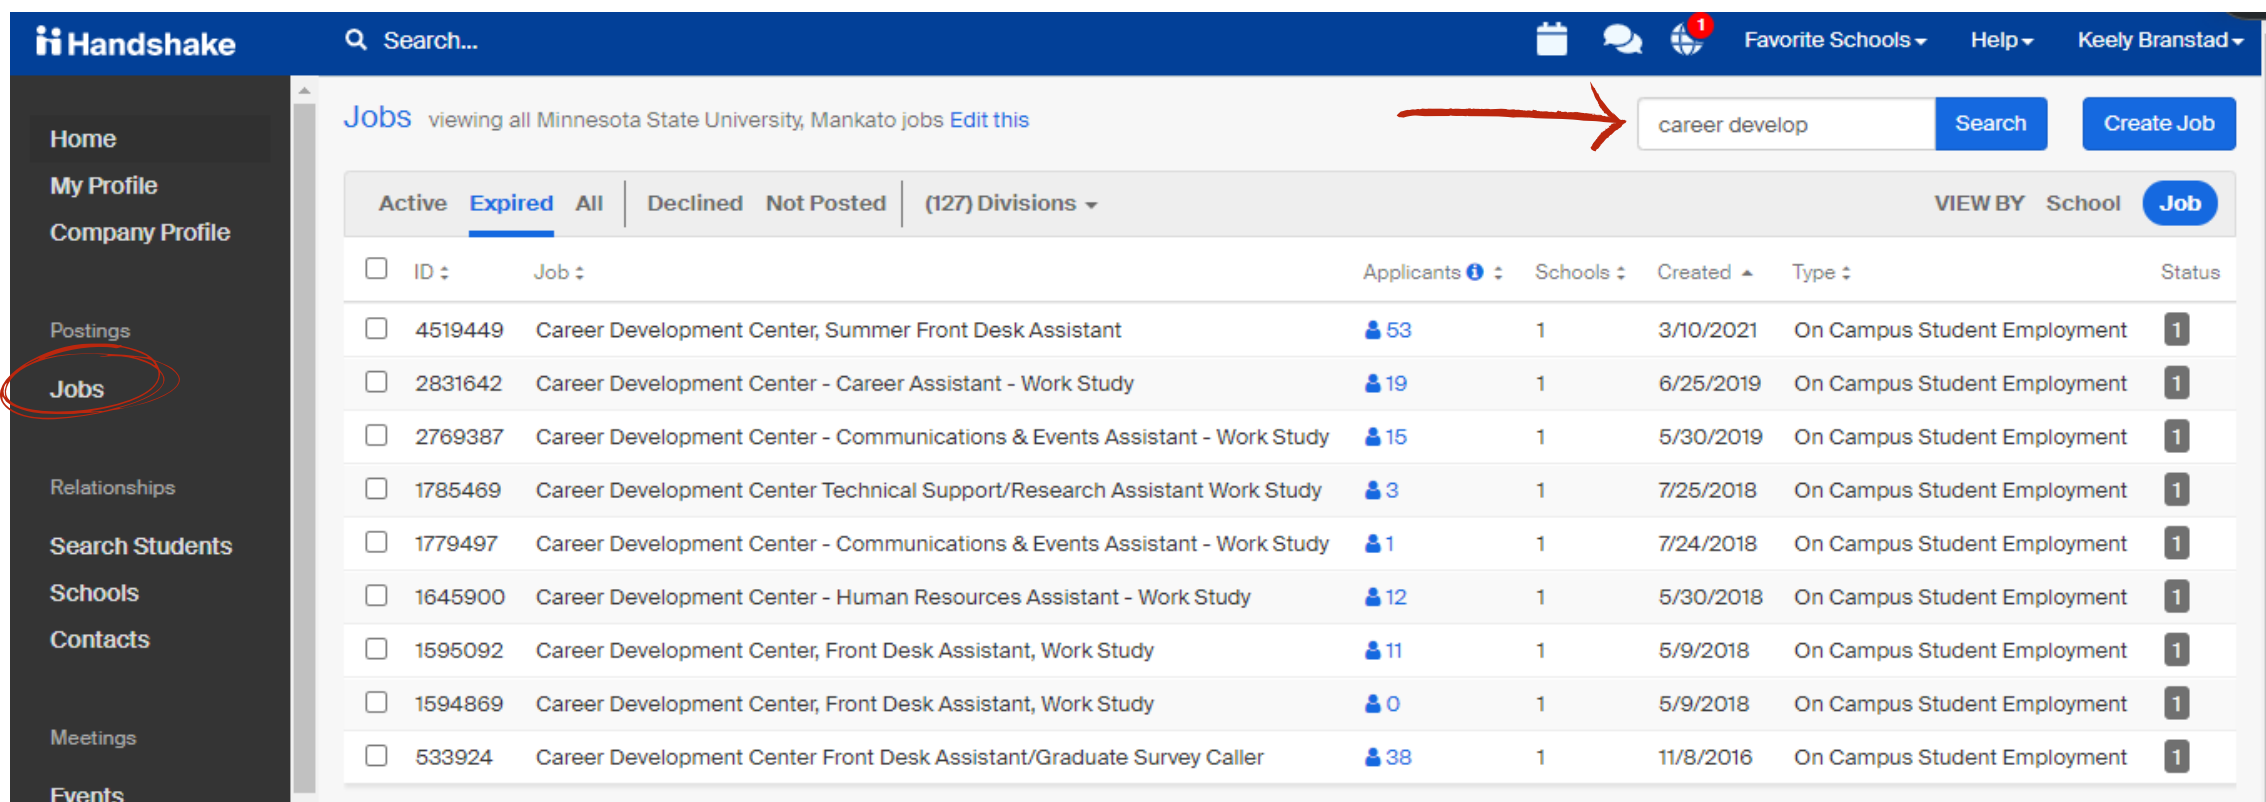 Handshake Search... 1 Favorite Schools Help Keely Branstad
Home
My Profile
Company Profile
Postings
Jobs
Relationships
Search Students
Schools
Contacts
Meetings
Events
Jobs viewing all Minnesota State University, Mankato jobs Edit this career develop Search Create Job
Active Expired All Declined Not Posted (127) Divisions VIEW BY School Job
ID Job Applicants Schools Created Type Status
4519449 Career Development Center, Summer Front Desk Assistant 53 1 3/10/2021 On Campus Student Employment 1
2831642 Career Development Center - Career Assistant - Work Study 19 1 6/25/2019 On Campus Student Employment 1
2769387 Career Development Center - Communications & Events Assistant - Work Study 15 1 5/30/2019 On Campus Student Employment 1
1785469 Career Development Center Technical Support/Research Assistant Work Study 3 1 7/25/2018 On Campus Student Employment 1
1779497 Career Development Center - Communications & Events Assistant - Work Study 1 1 7/24/2018 On Campus Student Employment 1
1645900 Career Development Center - Human Resources Assistant - Work Study 12 1 5/30/2018 On Campus Student Employment 1
1595092 Career Development Center, Front Desk Assistant, Work Study 11 1 5/9/2018 On Campus Student Employment 1
1594869 Career Development Center, Front Desk Assistant, Work Study 0 1 5/9/2018 On Campus Student Employment 1
533924 Career Development Center Front Desk Assistant/Graduate Survey Caller 38 1 11/8/2016 On Campus Student Employment 1